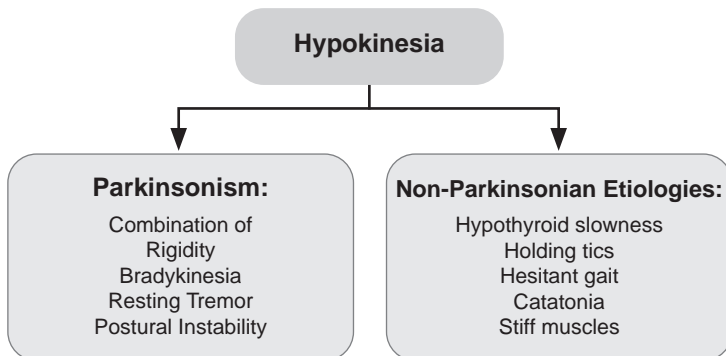 Hypokinesia
Parkinsonism:
Combination of
Rigidity
Bradykinesia
Resting Tremor
Postural Instability
Non-Parkinsonian Etiologies:
Hypothyroid slowness
Holding tics
Hesitant gait
Catatonia
Stiff muscles